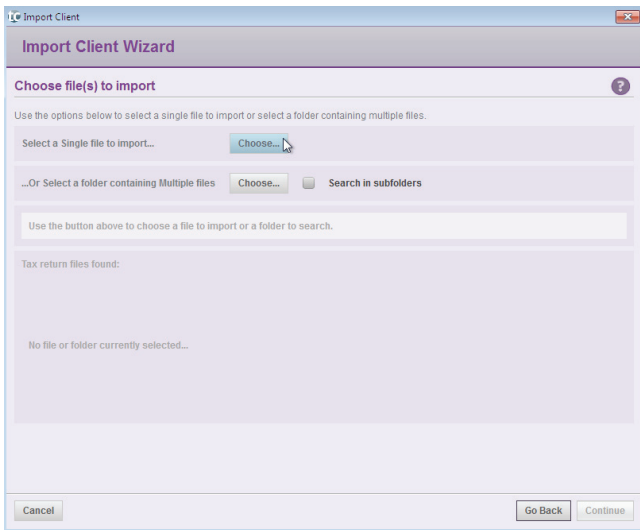 Import Client
Import Client Wizard
Choose file(s) to import
?
Use the options below to select a single file to import or select a folder containing multiple files.
Select a Single file to import... Choose...
...Or Select a folder containing Multiple files Choose... Search in subfolders
Use the button above to choose a file to import or a folder to search.
Tax return files found:
No file or folder currently selected...
Cancel Go Back Continue